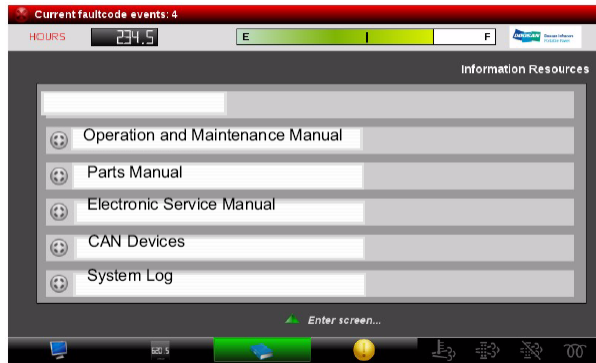 Current faultcode events: 4
HOURS 234.5 E F DOOSAN
Information Resources
Operation and Maintenance Manual
Parts Manual
Electronic Service Manual
CAN Devices
System Log
Enter screen...